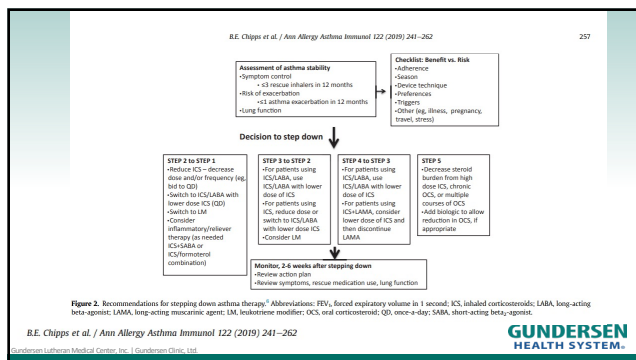 B.E. Chipps et al. / Ann Allergy Asthma Immunol 122 (2019) 241–262
257
Assessment of asthma stability
•Symptom control
• ≤3 rescue inhalers in 12 months
•Risk of exacerbation
•≤1 asthma exacerbation in 12 months
•Lung function
Checklist: Benefit vs. Risk
•Adherence
•Season
•Device technique
•Preferences
•Triggers
•Other (eg, illness, pregnancy,
travel, stress)
Decision to step down
STEP 2 to STEP 1
•Reduce ICS – decrease
dose and/or frequency (eg,
bid to QD)
•Switch to ICS/LABA with
lower dose ICS (QD)
•Switch to LM
•Consider
inflammatory/reliever
therapy (as needed
ICS+SABA or
ICS/formoterol
combination)
STEP 3 to STEP 2
•For patients using
ICS/LABA, use
ICS/LABA with lower
dose of ICS
•For patients using
ICS, reduce dose or
switch to ICS/LABA
with lower dose ICS
•Consider LM
STEP 4 to STEP 3
•For patients using
ICS/LABA, use
ICS/LABA with lower
dose of ICS
•For patients using
ICS+LAMA, consider
lower dose of ICS and
then discontinue
LAMA
STEP 5
•Decrease steroid
burden from high
dose ICS, chronic
OCS, or multiple
courses of OCS
•Add biologic to allow
reduction in OCS, if
appropriate
Monitor, 2-6 weeks after stepping down
•Review action plan
•Review symptoms, rescue medication use, lung function
Figure 2. Recommendations for stepping down asthma therapy.8 Abbreviations: FEV1, forced expiratory volume in 1 second; ICS, inhaled corticosteroids; LABA, long-acting
beta-agonist; LAMA, long-acting muscarinic agent; LM, leukotriene modifier; OCS, oral corticosteroid; QD, once-a-day; SABA, short-acting beta2-agonist.
B.E. Chipps et al. / Ann Allergy Asthma Immunol 122 (2019) 241–262
GUNDERSEN
HEALTH SYSTEM®
Gundersen Lutheran Medical Center, Inc. | Gundersen Clinic, Ltd.